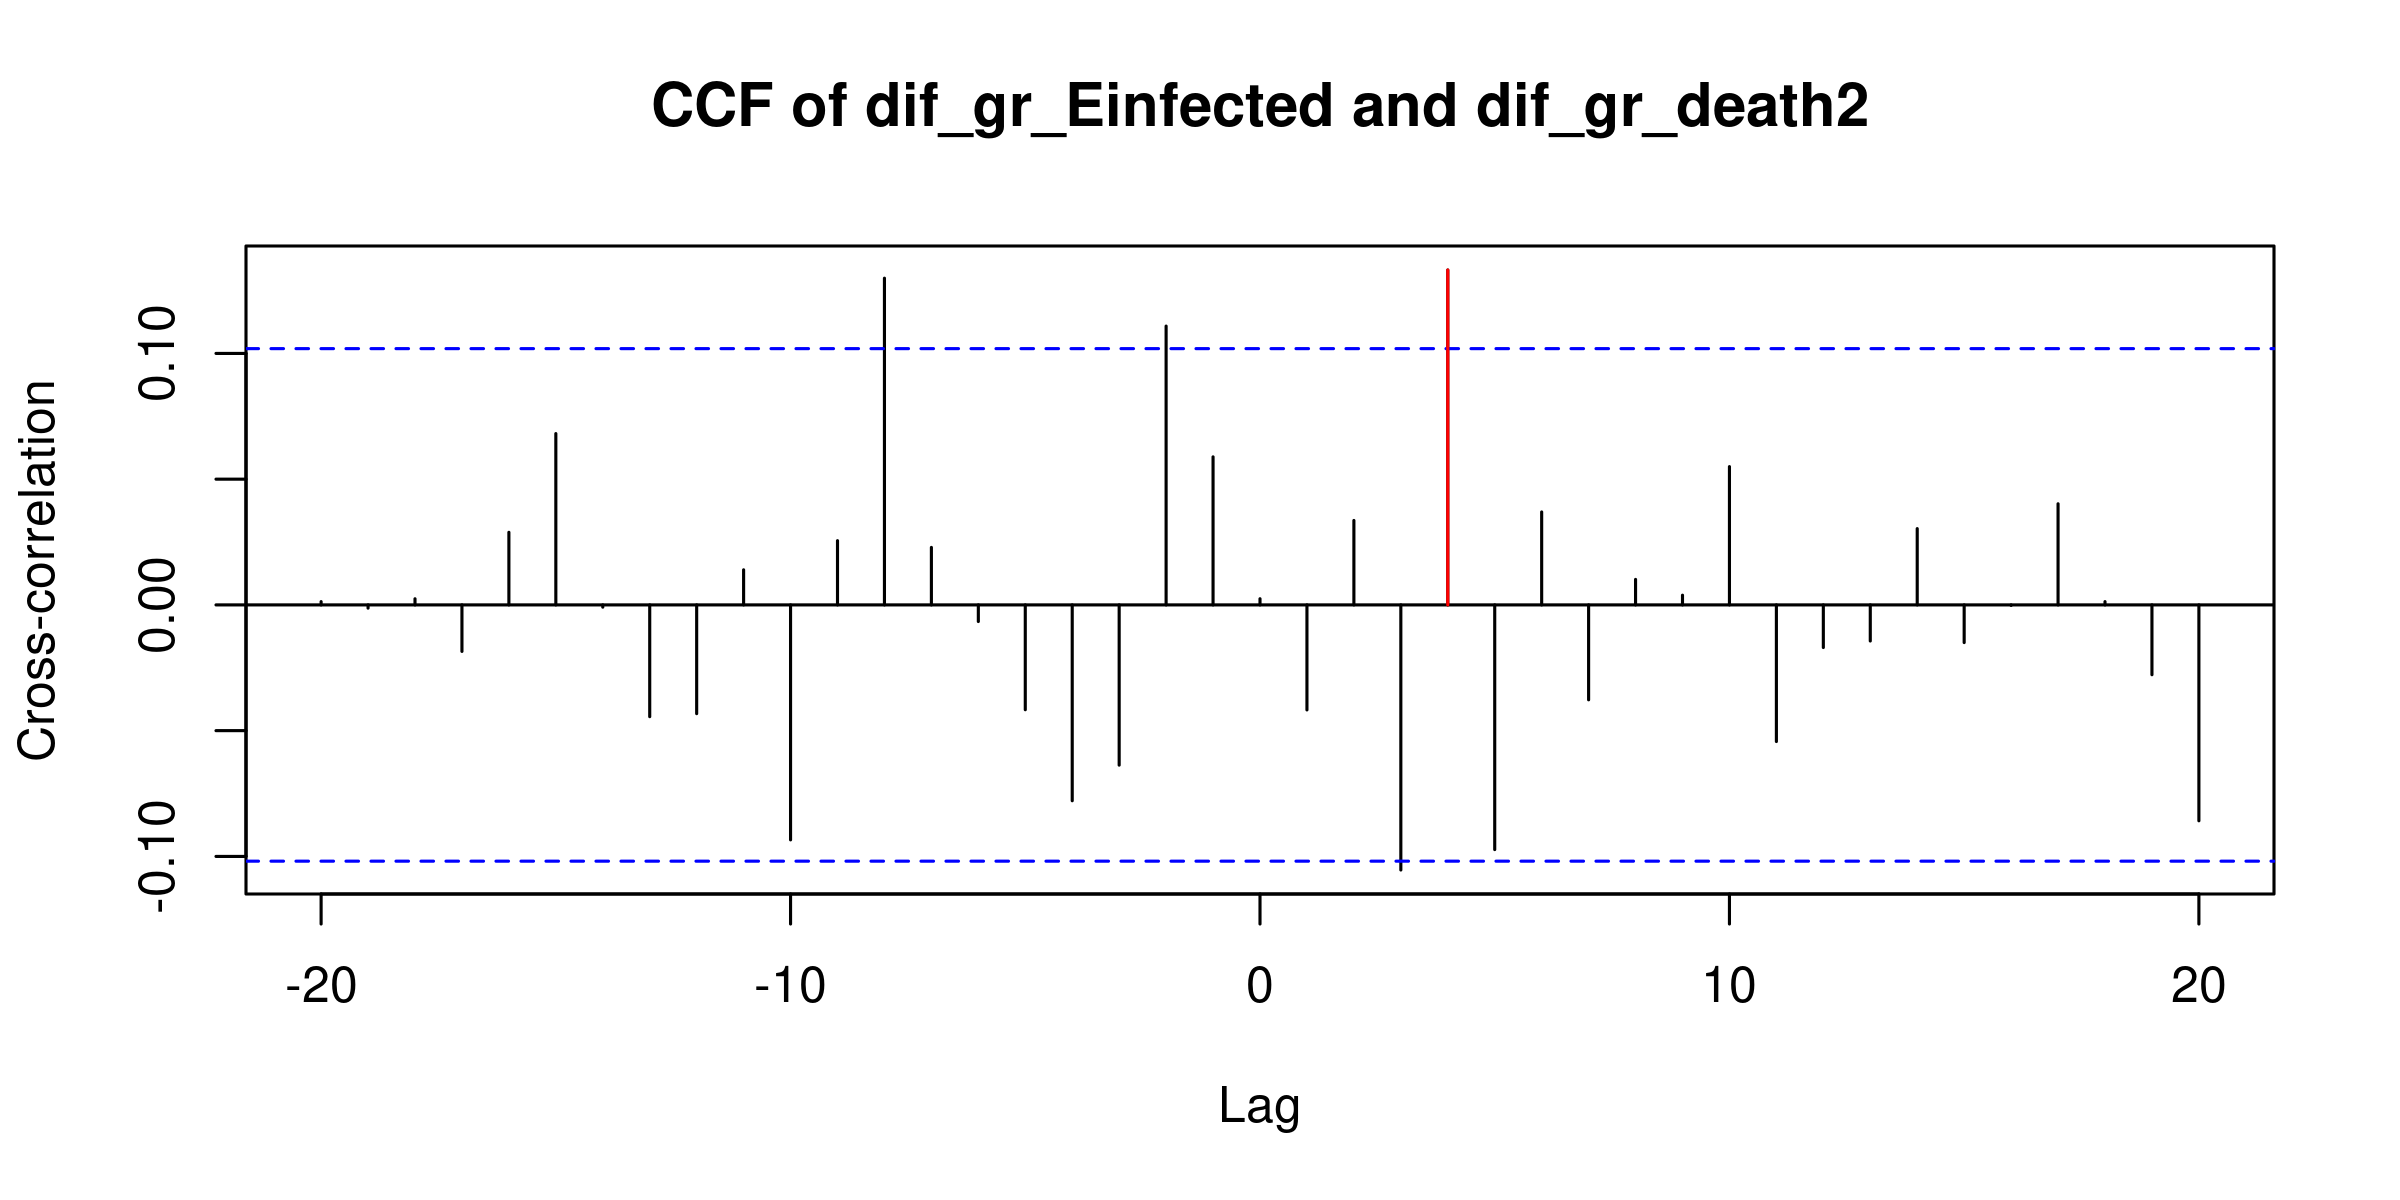 CCF of dif_gr_Einfected and dif_gr_death2
Cross-correlation
0.10
0.00
-0.10
-20 -10 0 10 20
Lag